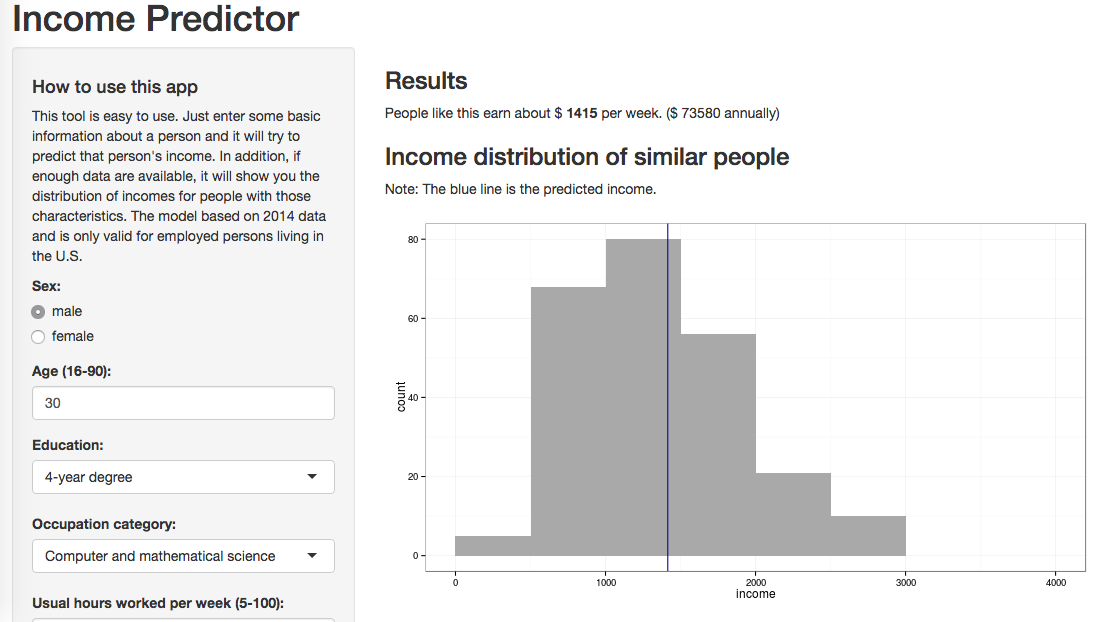 Income Predictor
How to use this app
This tool is easy to use. Just enter some basic
information about a person and it will try to
predict that person's income. In addition, if
enough data are available, it will show you the
distribution of incomes for people with those
characteristics. The model based on 2014 data
and is only valid for employed persons living in
the U.S.
Sex:
male
female
Age (16-90):
30
Education:
4-year degree
Occupation category:
Computer and mathematical science
Usual hours worked per week (5-100):
Results
People like this earn about $ 1415 per week. ($ 73580 annually)
Income distribution of similar people
Note: The blue line is the predicted income.
80
60
40
20
0
count
0 1000 2000 3000 4000
income